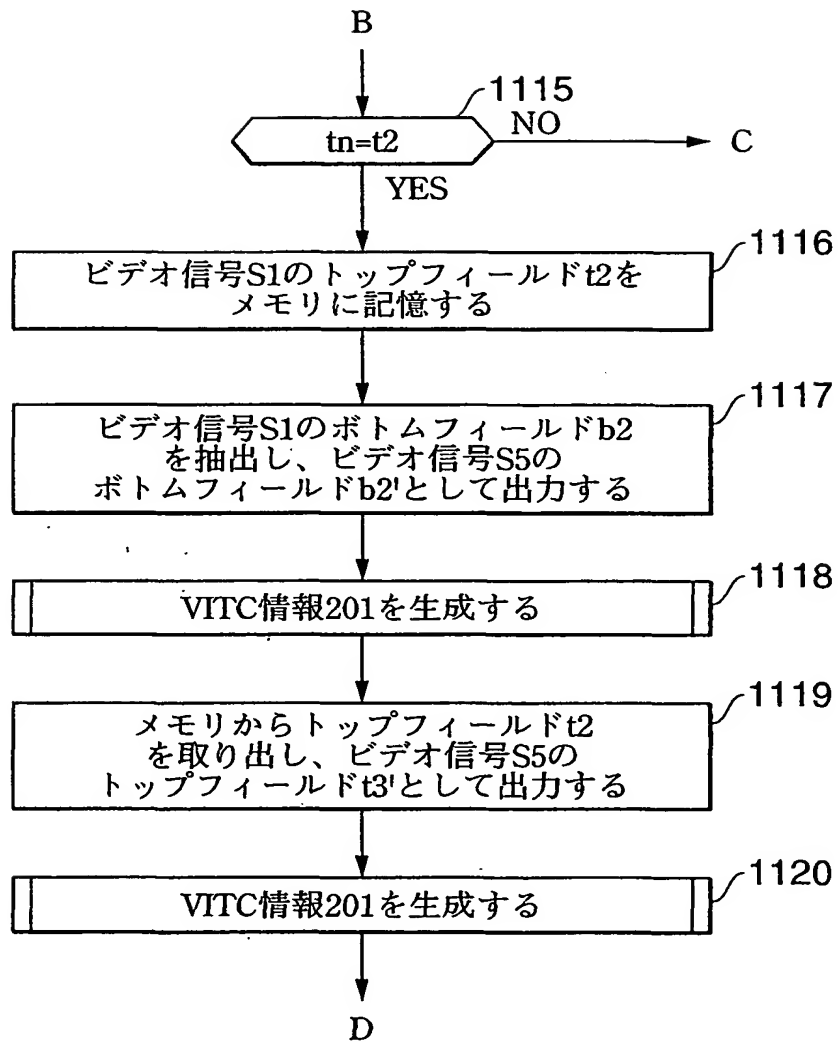 B
1115
tn=t2
NO
C
YES
1116
ビデオ信号S1のトップフィールドt2を
メモリに記憶する
1117
ビデオ信号S1のボトムフィールドb2
を抽出し、ビデオ信号S5の
ボトムフィールドb2'として出力する
1118
VITC情報201を生成する
1119
メモリからトップフィールドt2
を取り出し、ビデオ信号S5の
トップフィールドt3'として出力する
1120
VITC情報201を生成する
D